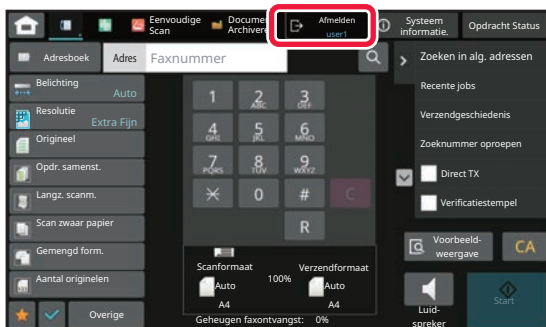 Eenvoudige
Scan
Documen
Archivere
Afmelden
user1
Systeem
informatie.
Opdracht Status
Adresboek
Adres
Faxnummer
Zoeken in alg. adressen
Belichting
Auto
Resolutie
Extra Fijn
Origineel
Opdr. samenst.
Langz. scanm.
Scan zwaar papier
Gemengd form.
Aantal originelen
Overige
1
2
ABC
3
DEF
4
GHI
5
JKL
6
MNO
7
PQRS
8
TUV
9
WXYZ
0
#
C
R
Scanformaat
100%
Verzendformaat
Auto
Auto
A4
A4
Geheugen faxontvangst: 0%
Recente jobs
Verzendgeschiedenis
Zoeknummer oproepen
Direct TX
Verificatiestempel
Voorbeeld-
weergave
CA
Luid-
spreker
Start